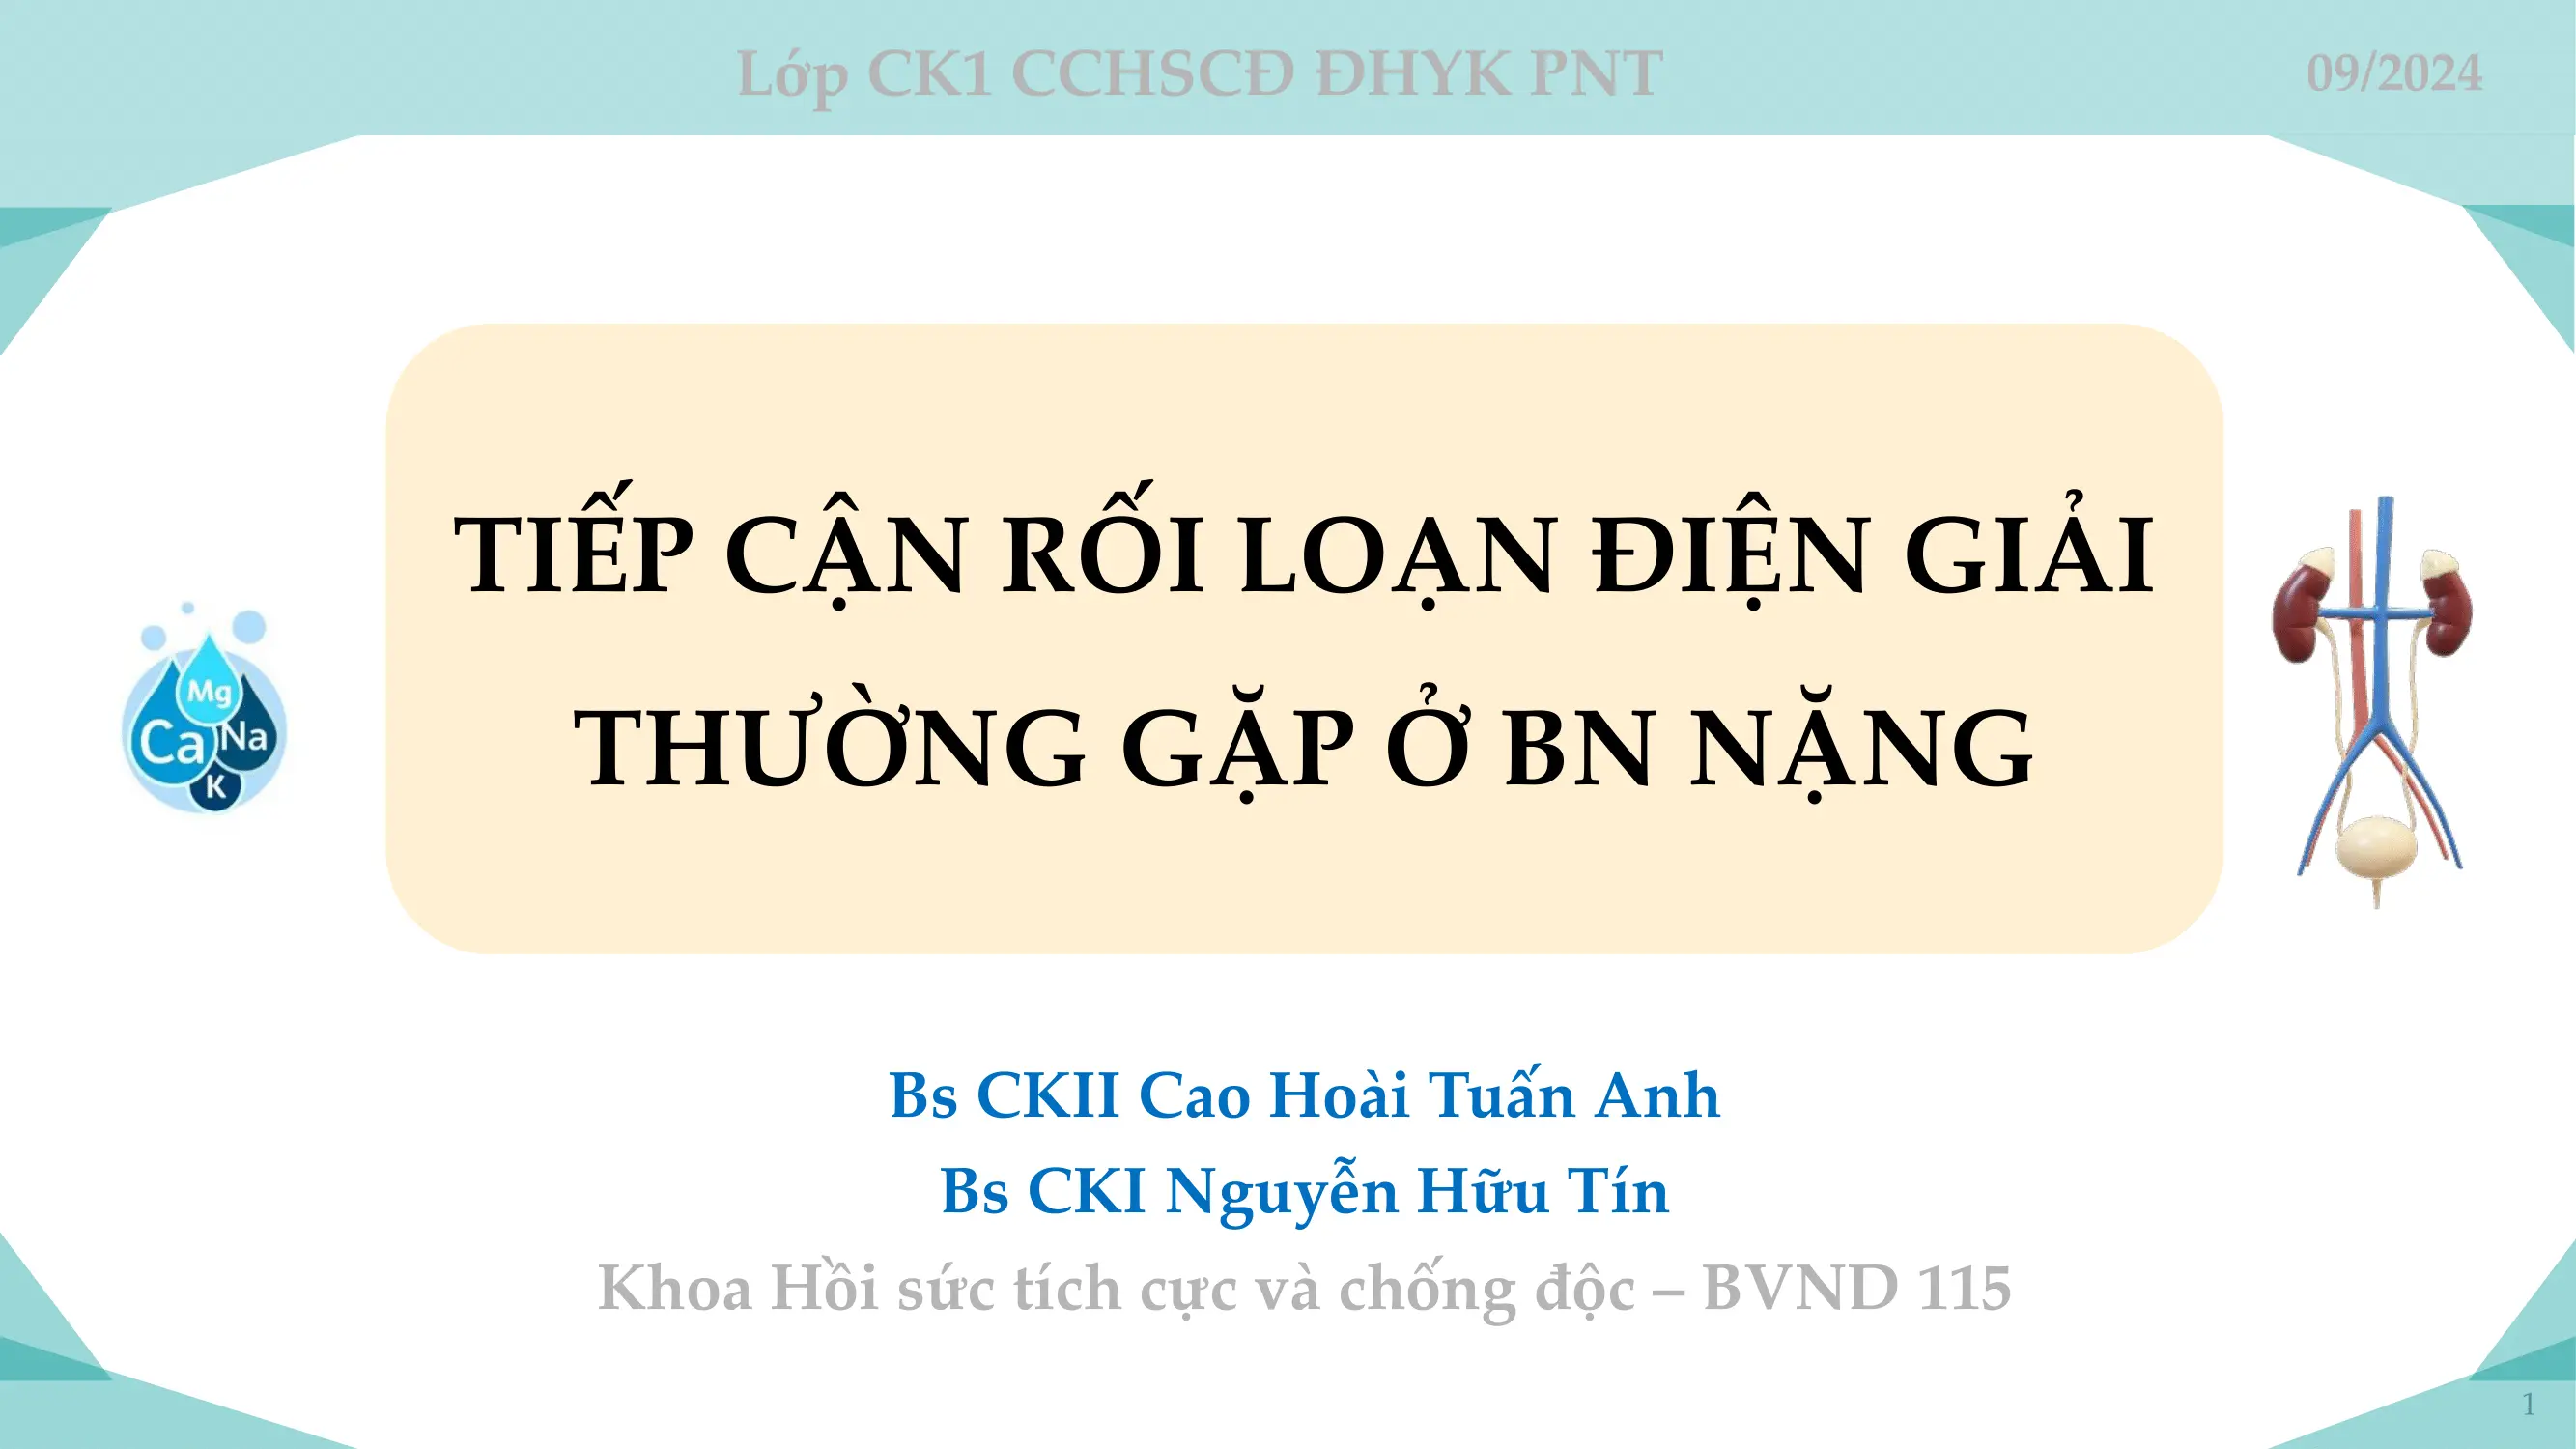 Lớp CK1 CCHSCĐ ĐHYK PNT
09/2024
TIẾP CẬN RỐI LOẠN ĐIỆN GIẢI
THƯỜNG GẶP Ở BN NẶNG
Mg
Ca
Na
K
Bs CKII Cao Hoài Tuấn Anh
Bs CKI Nguyễn Hữu Tín
Khoa Hồi sức tích cực và chống độc – BVND 115
1